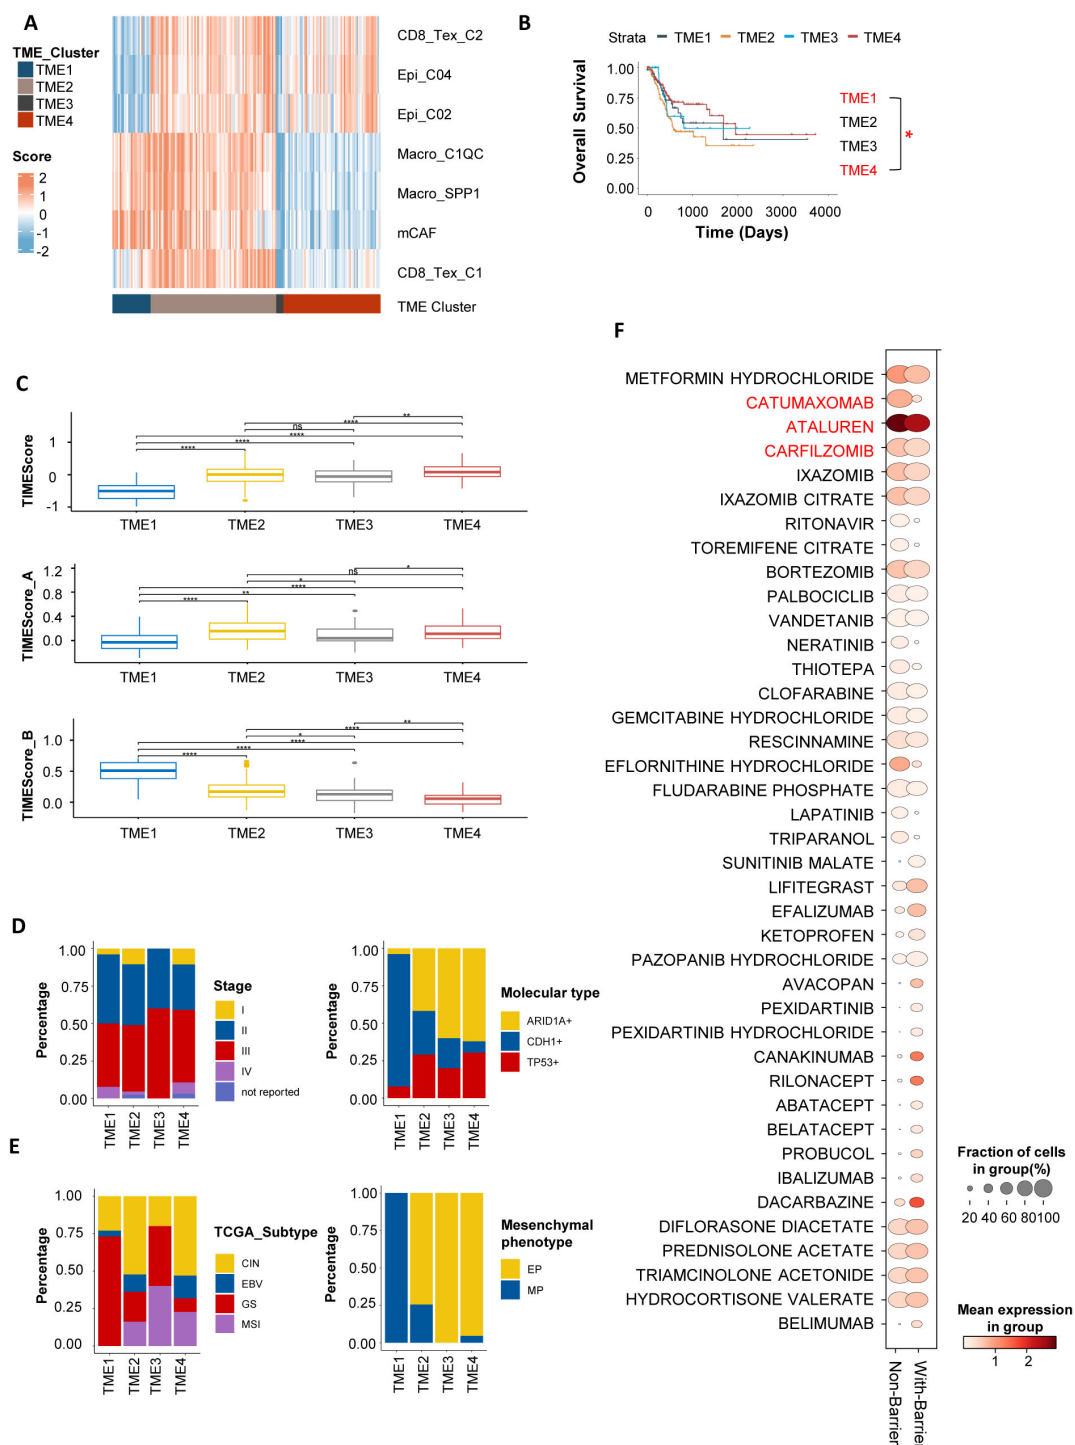 A
TME_Cluster
TME1
TME2
TME3
TME4
Score
2
1
0
-1
-2
CD8_Tex_C2
Epi_C04
Epi_C02
Macro_C1QC
Macro_SPP1
mCAF
CD8_Tex_C1
TME Cluster
B
Strata TME1 TME2 TME3 TME4
Overall Survival
1.00
0.75
0.50
0.25
0.00
0 1000 2000 3000 4000
Time (Days)
TME1
TME2
TME3
TME4
*
C
TIMEScore
1
0
-1
**
****
ns
****
****
****
TME1 TME2 TME3 TME4
TIMEScore_A
1.2
0.4
0.0
*
ns
*
****
**
****
TME1 TME2 TME3 TME4
TIMEScore_B
1.0
0.5
0.0
**
****
*
****
****
****
TME1 TME2 TME3 TME4
D
Percentage
1.00
0.75
0.50
0.25
0.00
TME1 TME2 TME3 TME4
Stage
I
II
III
IV
not reported
Percentage
1.00
0.75
0.50
0.25
0.00
TME1 TME2 TME3 TME4
Molecular type
ARID1A+
CDH1+
TP53+
E
Percentage
1.00
0.75
0.50
0.25
0.00
TME1 TME2 TME3 TME4
TCGA_Subtype
CIN
EBV
GS
MSI
Percentage
1.00
0.75
0.50
0.25
0.00
TME1 TME2 TME3 TME4
Mesenchymal
phenotype
EP
MP
F
METFORMIN HYDROCHLORIDE
CATUMAXOMAB
ATALUREN
CARFILZOMIB
IXAZOMIB
IXAZOMIB CITRATE
RITONAVIR
TOREMIFENE CITRATE
BORTEZOMIB
PALBOCICLIB
VANDETANIB
NERATINIB
THIOTEPA
CLOFARABINE
GEMCITABINE HYDROCHLORIDE
RESCINNAMINE
EFLORNITHINE HYDROCHLORIDE
FLUDARABINE PHOSPHATE
LAPATINIB
TRIPARANOL
SUNITINIB MALATE
LIFITEGRAST
EFALIZUMAB
KETOPROFEN
PAZOPANIB HYDROCHLORIDE
AVACOPAN
PEXIDARTINIB
PEXIDARTINIB HYDROCHLORIDE
CANAKINUMAB
RILONACEPT
ABATACEPT
BELATACEPT
PROBUCOL
IBALIZUMAB
DACARBAZINE
DIFLORASONE DIACETATE
PREDNISOLONE ACETATE
TRIAMCINOLONE ACETONIDE
HYDROCORTISONE VALERATE
BELIMUMAB
Non-Barrier
With-Barrier
Fraction of cells
in group(%)
20 40 60 80 100
Mean expression
in group
1 2